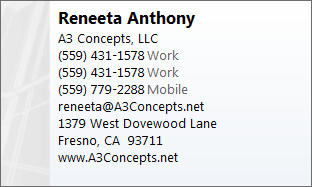 Reneeta Anthony
A3 Concepts, LLC
(559) 431-1578 Work
(559) 431-1578 Work
(559) 779-2288 Mobile
reneeta@A3Concepts.net
1379 West Dovewood Lane
Fresno, CA  93711
www.A3Concepts.net